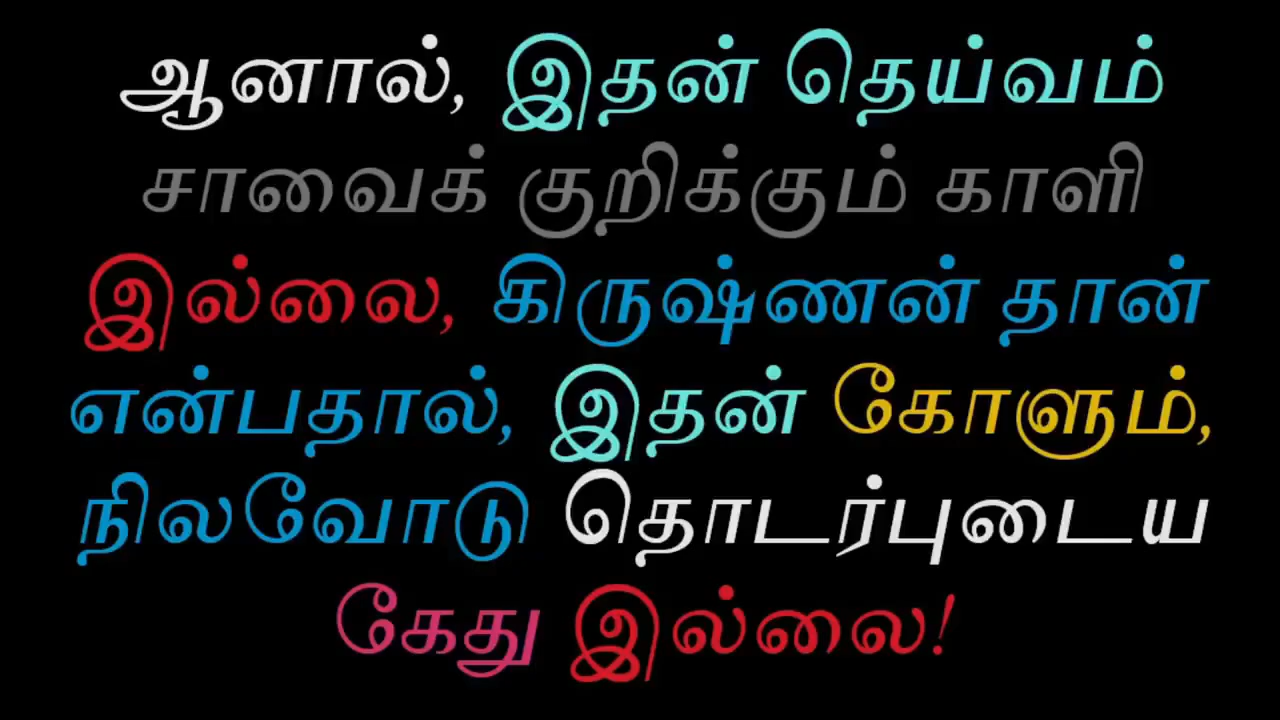 ஆனால், இதன் தெய்வம்
சாவைக் குறிக்கும் காளி
இல்லை, கிருஷ்ணன் தான்
என்பதால், இதன் கோளும்,
நிலவோடு தொடர்புடைய
கேது இல்லை!